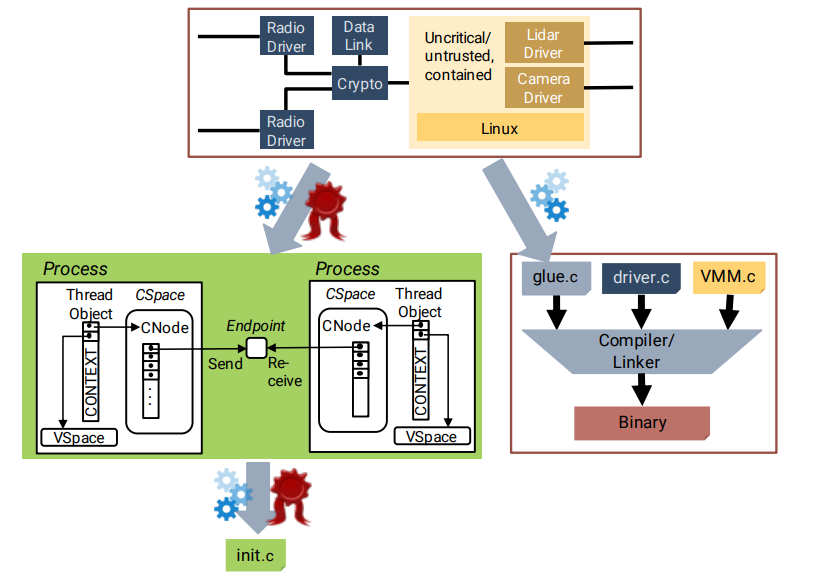 Radio
Driver
Data
Link
Crypto
Radio
Driver
Uncritical/
untrusted,
contained
Lidar
Driver
Camera
Driver
Linux
Process
Process
Thread
Object
CSpace
CNode
CONTEXT
VSpace
Endpoint
Send
Re-
ceive
CSpace
CNode
Thread
Object
CONTEXT
VSpace
init.c
glue.c
driver.c
VMM.c
Compiler/
Linker
Binary